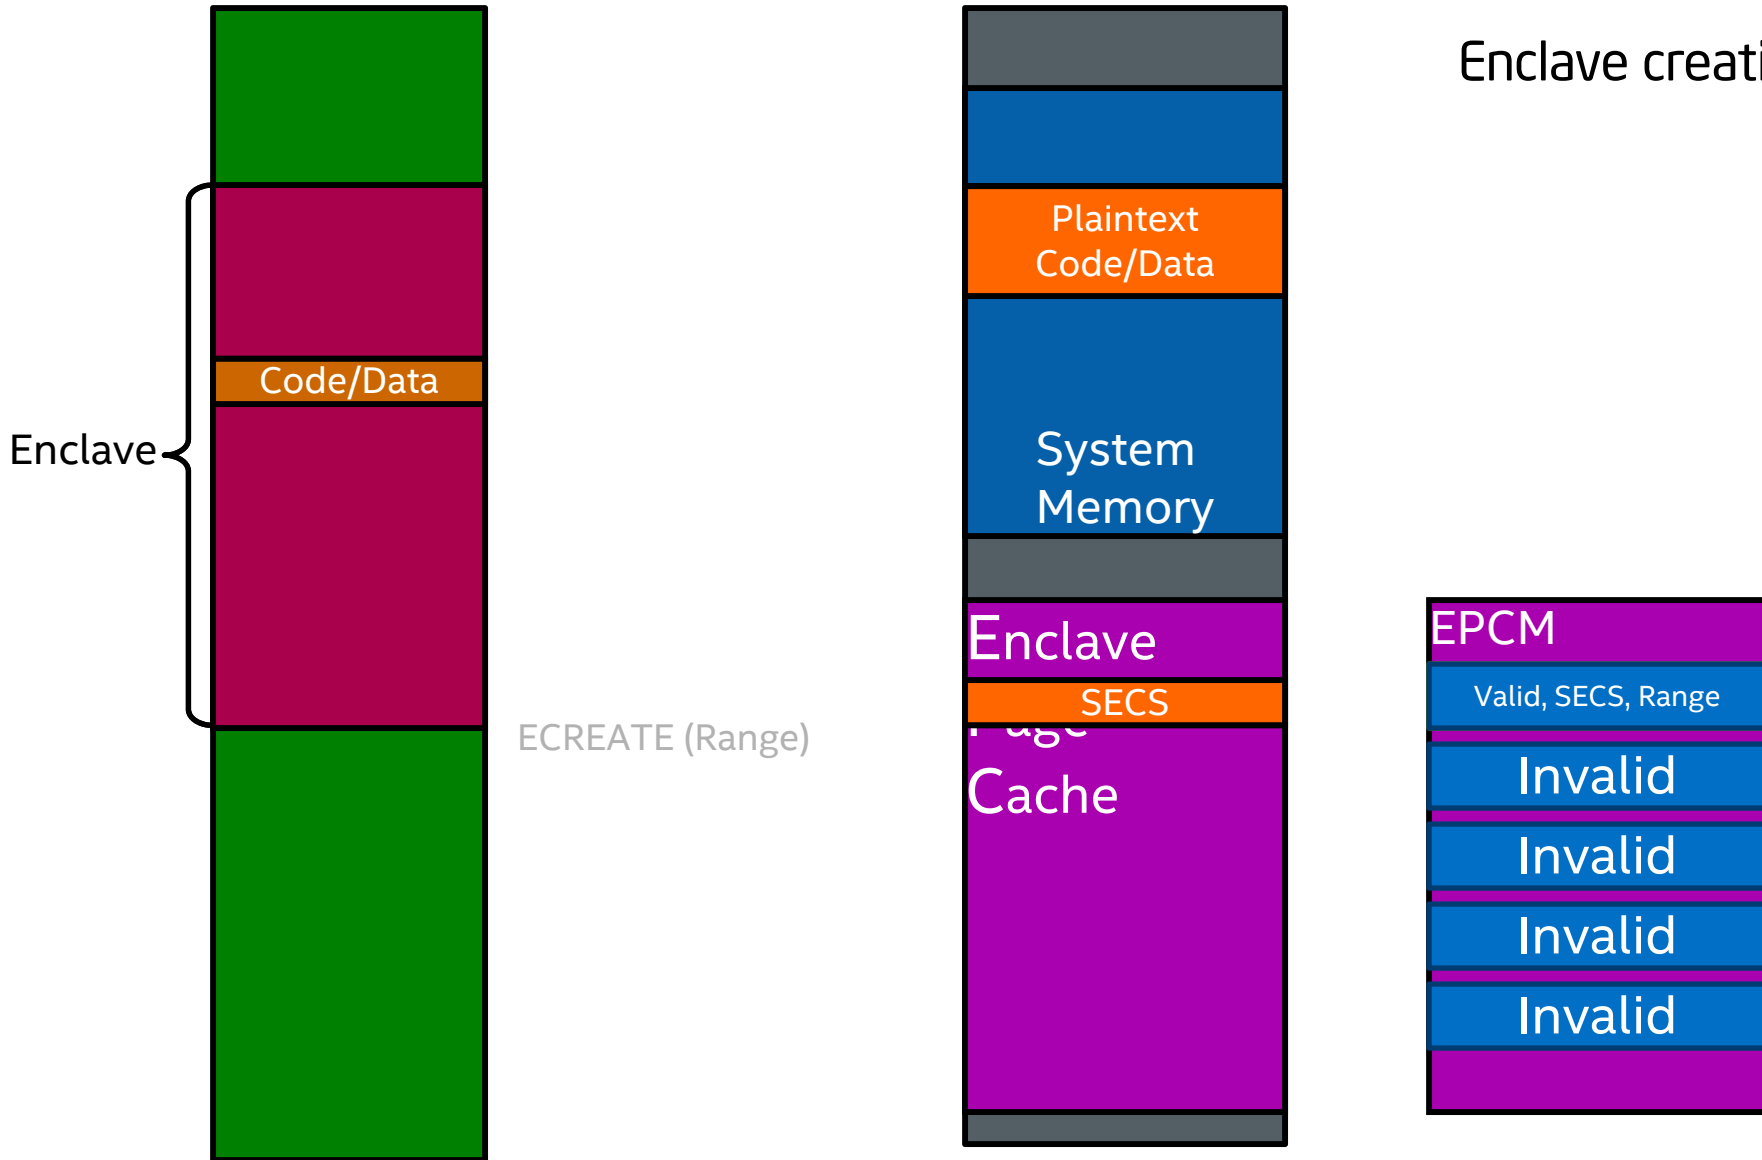 Enclave creati
Plaintext
Code/Data
Code/Data
Enclave
System
Memory
Enclave
SECS
Page
Cache
ECREATE (Range)
EPCM
Valid, SECS, Range
Invalid
Invalid
Invalid
Invalid